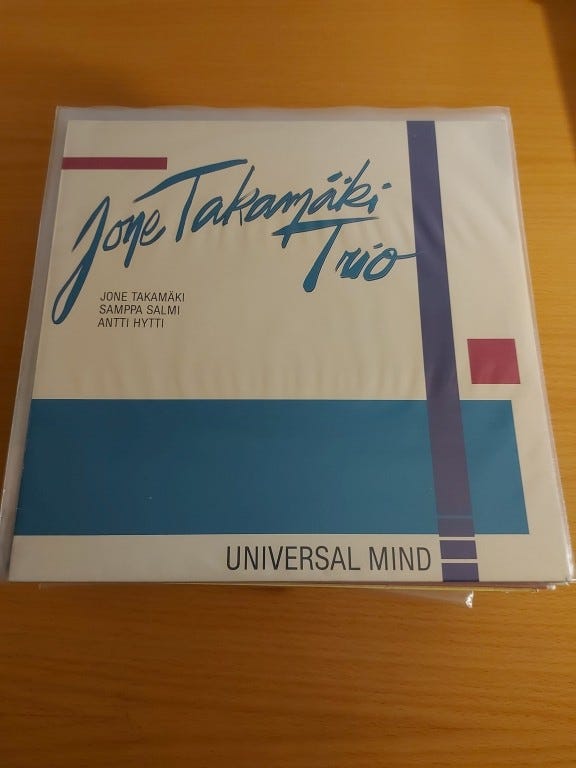 Jone Takamäki
Trio
JONE TAKAMÄKI
SAMPPA SALMI
ANTTI HYTTI
UNIVERSAL MIND